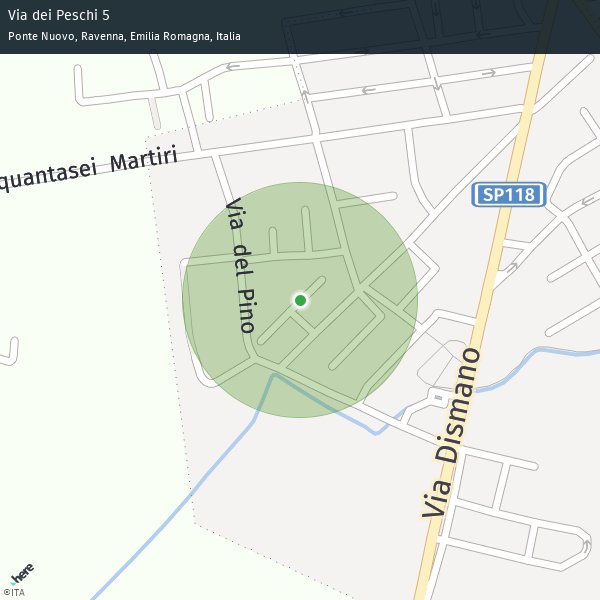 Via dei Peschi 5
Ponte Nuovo, Ravenna, Emilia Romagna, Italia
quantasei Martiri
SP118
Via del Pino
Via Dismano
here
©ITA